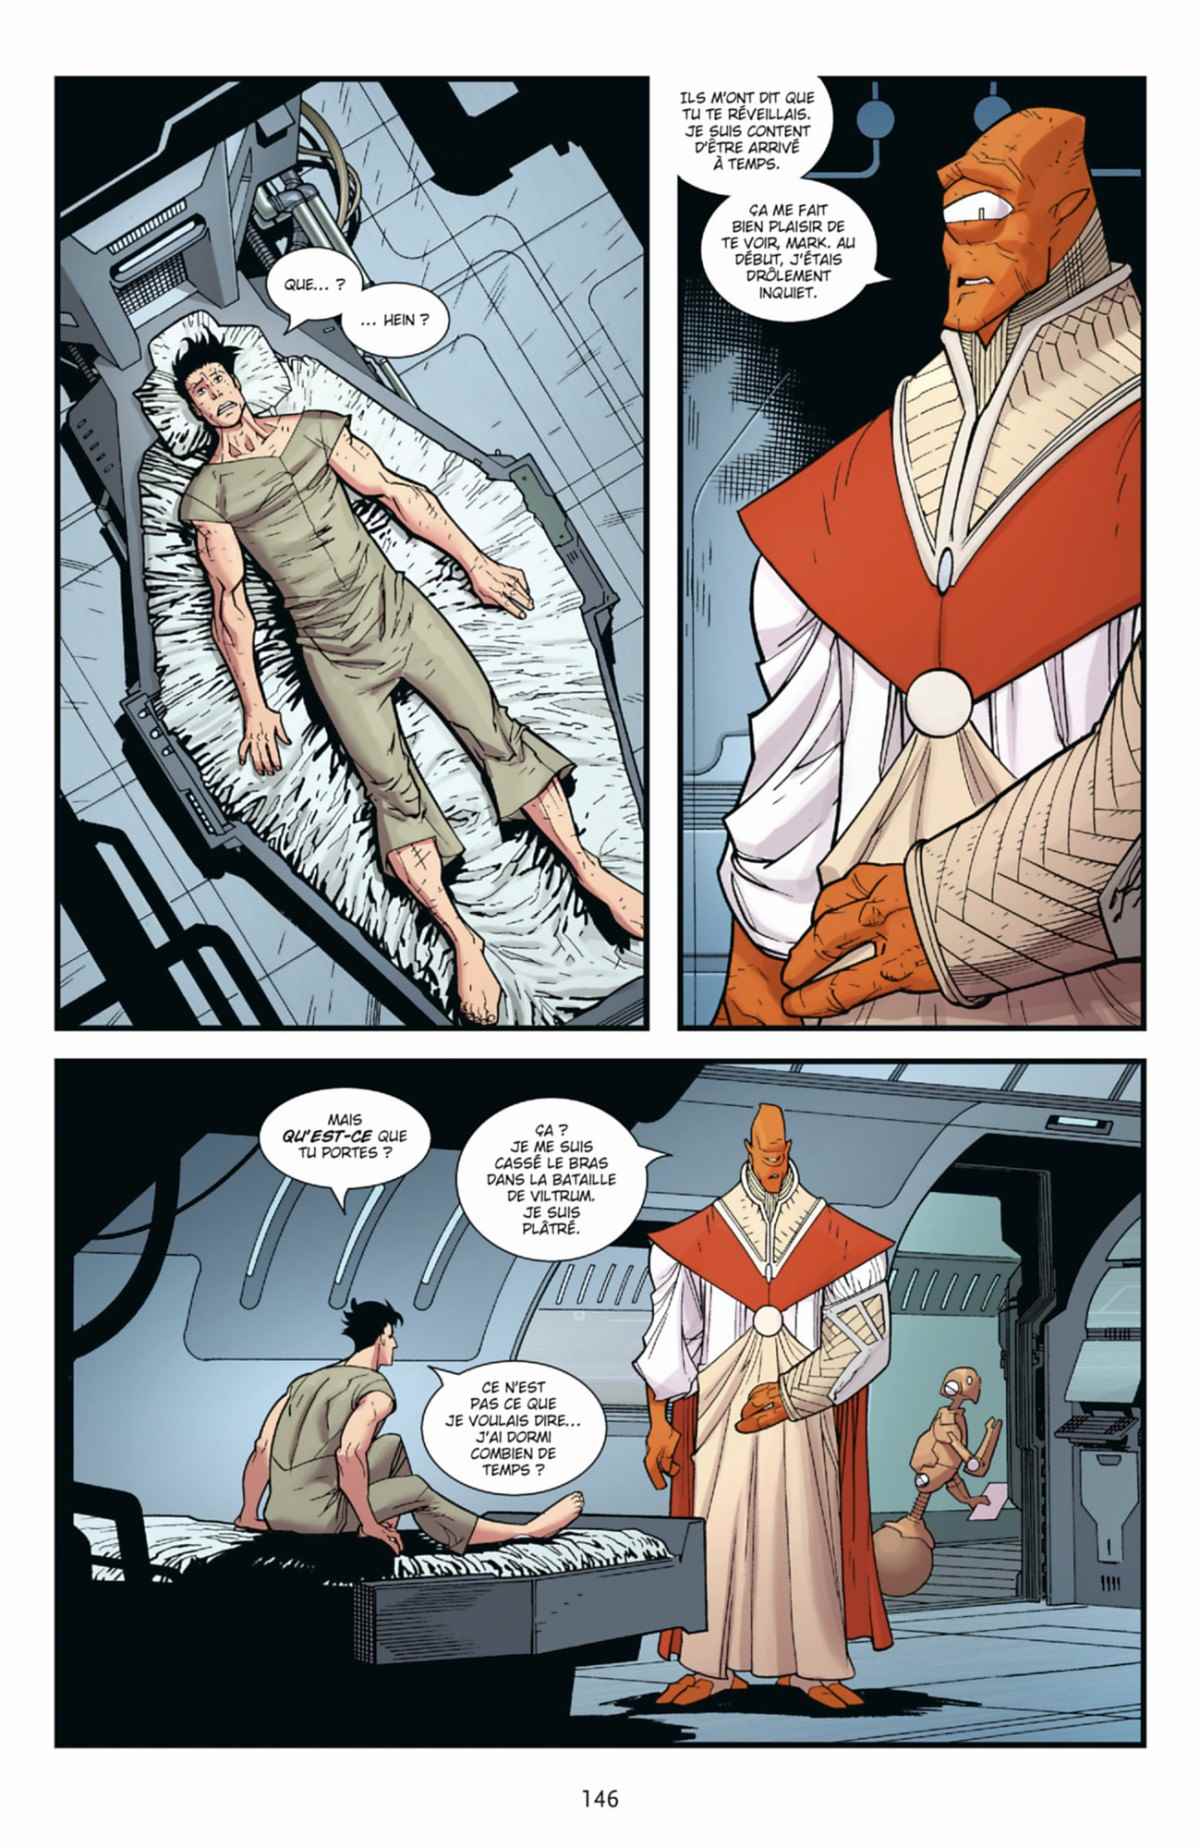 QUE... ?
... HEIN ?
ILS M'ONT DIT QUE
TU TE RÉVEILLAIS.
JE SUIS CONTENT
D'ÊTRE ARRIVÉ
À TEMPS.
ÇA ME FAIT
BIEN PLAISIR DE
TE VOIR, MARK. AU
DÉBUT, J'ÉTAIS
DRÔLEMENT
INQUIET.
MAIS
QU'EST-CE QUE
TU PORTES ?
ÇA ?
JE ME SUIS
CASSÉ LE BRAS
DANS LA BATAILLE
DE VILTRUM.
JE SUIS
PLÂTRÉ.
CE N'EST
PAS CE QUE
JE VOULAIS DIRE...
J'AI DORMI
COMBIEN DE
TEMPS ?
146